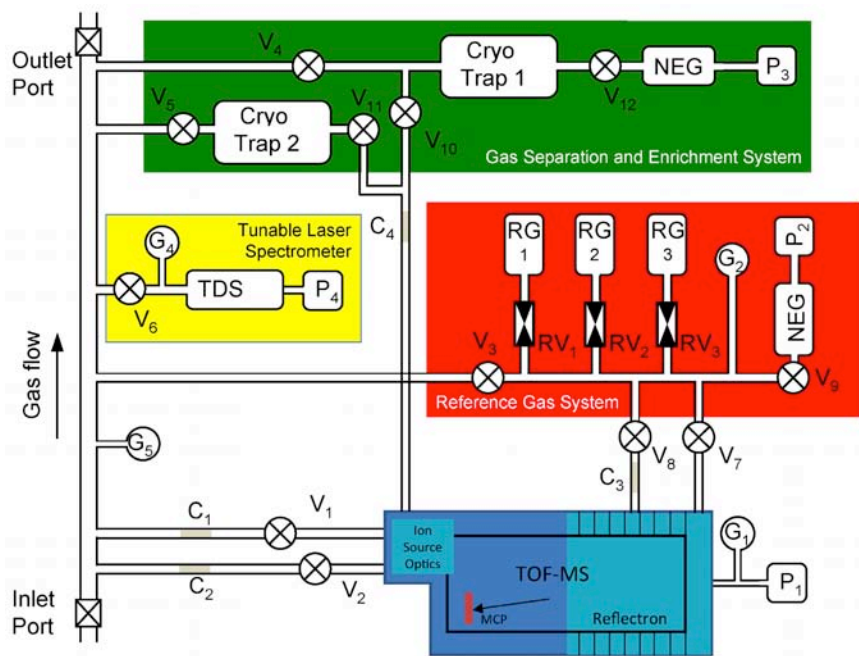 Outlet
Port
V4
Cryo
Trap 1
V12
NEG
P3
V5
Cryo
Trap 2
V11
V10
Gas Separation and Enrichment System
C4
Tunable Laser
Spectrometer
G4
TDS
P4
V6
RG
1
RG
2
RG
3
G2
P2
NEG
RV1
RV2
RV3
V3
V9
Reference Gas System
Gas flow
G5
V8
V7
C3
C1
V1
C2
V2
Ion
Source
Optics
TOF-MS
MCP
Reflectron
G1
P1
Inlet
Port